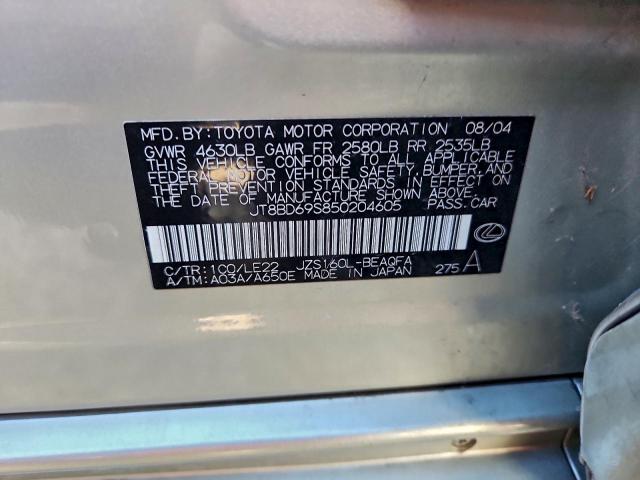 MFD. BY: TOYOTA MOTOR CORPORATION 08/04
GVWR 4630LB GAWR FR 2580LB RR 2535LB
THIS VEHICLE CONFORMS TO ALL APPLICABLE
FEDERAL MOTOR VEHICLE SAFETY, BUMPER, AND
THEFT PREVENTION STANDARDS IN EFFECT ON
THE DATE OF MANUFACTURE SHOWN ABOVE.
JT8BD69S850204605 PASS. CAR
C/TR: 1C0/LE22 JZS160L-BEAQFA
A/TM: A03A/A650E MADE IN JAPAN 275 A